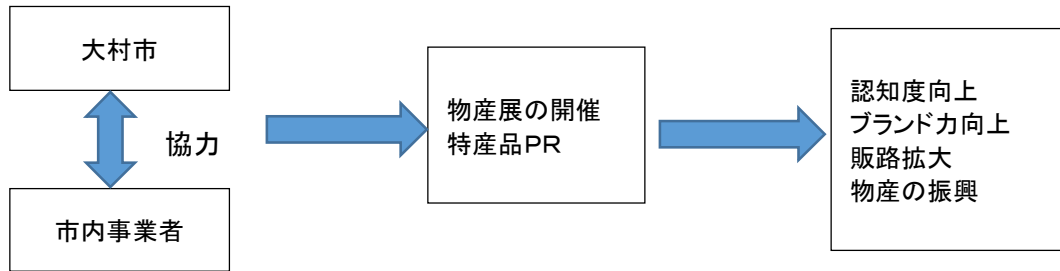 大村市
協力
市内事業者
物産展の開催
特産品PR
認知度向上
ブランド力向上
販路拡大
物産の振興